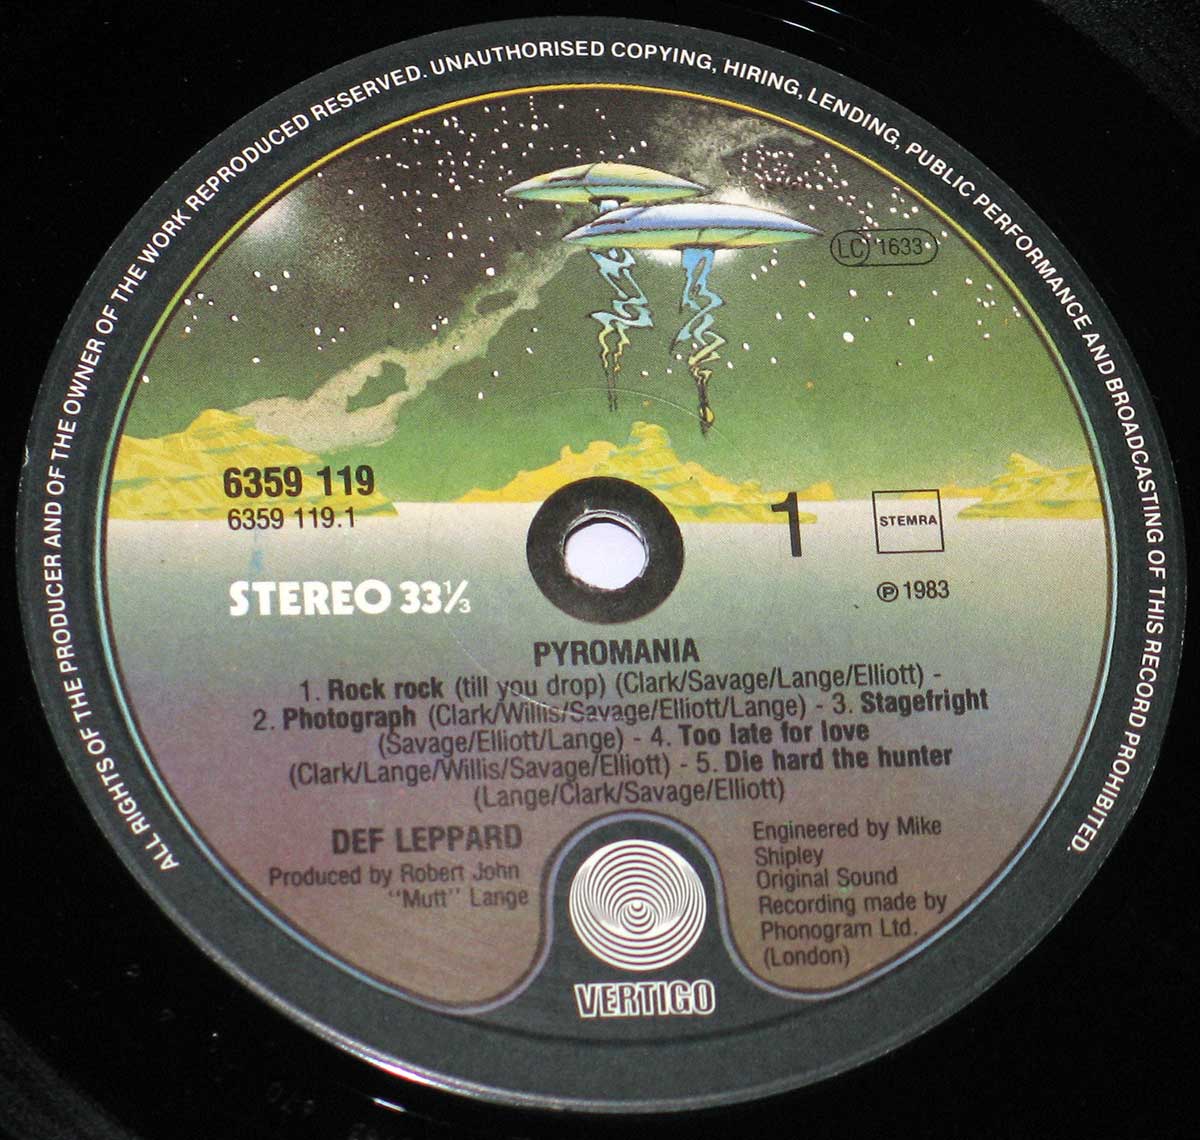 ALL RIGHTS OF THE PRODUCER AND OF THE OWNER OF THE WORK REPRODUCED RESERVED. UNAUTHORISED COPYING, HIRING, LENDING, PUBLIC PERFORMANCE AND BROADCASTING OF THIS RECORD PROHIBITED.
LC 1633
6359 119
6359 119.1
1
STEMRA
STEREO 33⅓
℗ 1983
PYROMANIA
1. Rock rock (till you drop) (Clark/Savage/Lange/Elliott) -
2. Photograph (Clark/Willis/Savage/Elliott/Lange) - 3. Stagefright
(Savage/Elliott/Lange) - 4. Too late for love
(Clark/Lange/Willis/Savage/Elliott) - 5. Die hard the hunter
(Lange/Clark/Savage/Elliott)
DEF LEPPARD
Produced by Robert John
"Mutt" Lange
Engineered by Mike
Shipley
Original Sound
Recording made by
Phonogram Ltd.
(London)
VERTIGO